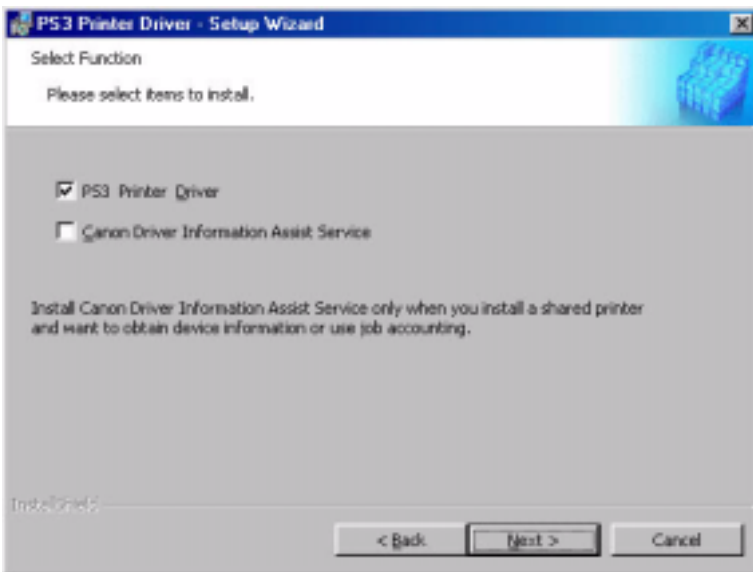 PS3 Printer Driver - Setup Wizard
Select Function
Please select items to install.
PS3 Printer Driver
Canon Driver Information Assist Service
Install Canon Driver Information Assist Service only when you install a shared printer
and want to obtain device information or use job accounting.
InstallShield
< Back Next > Cancel